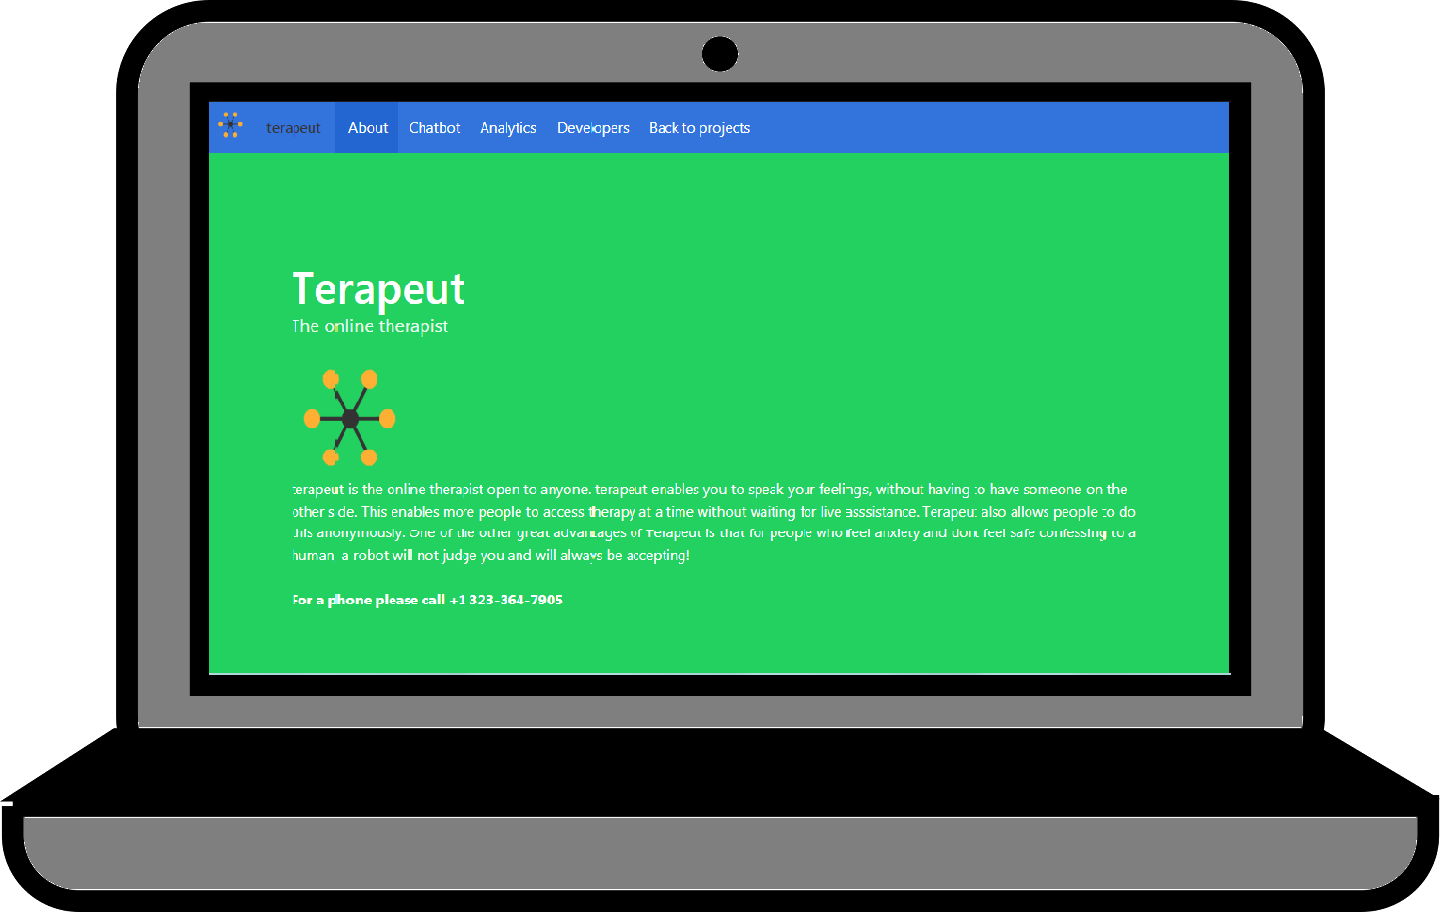 terapeut About Chatbot Analytics Developers Back to projects
Terapeut
The online therapist
terapeut is the online therapist open to anyone. terapeut enables you to speak your feelings, without having to have someone on the
other side. This enables more people to access therapy at a time without waiting for live asssistance. Terapeut also allows people to do
this anonymously. One of the other great advantages of Terapeut is that for people who feel anxiety and dont feel safe confessing to a
human, a robot will not judge you and will always be accepting!
For a phone please call +1 323-364-7905